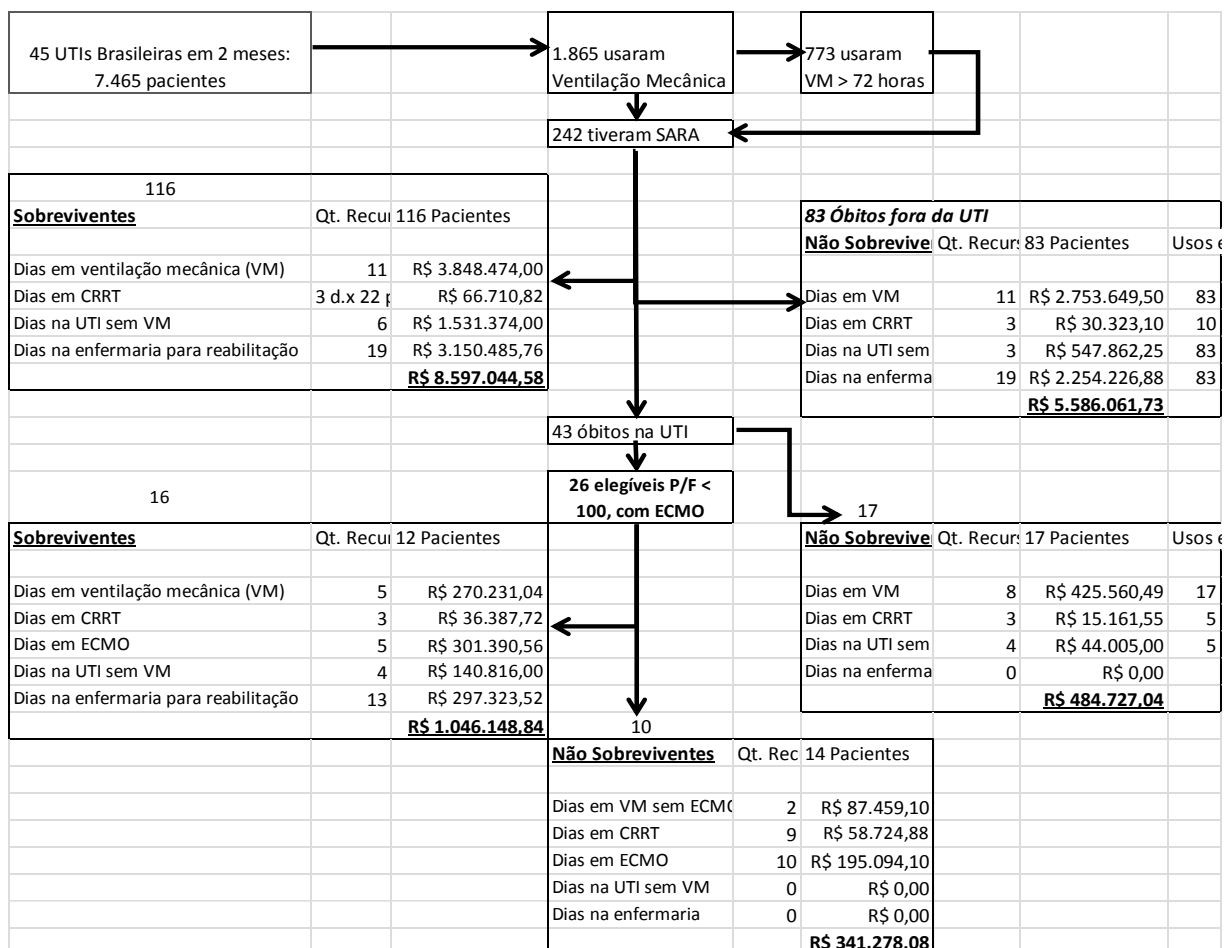 45 UTIs Brasileiras em 2 meses:
7.465 pacientes
1.865 usaram
Ventilação Mecânica
773 usaram
VM > 72 horas
242 tiveram SARA
116
Sobreviventes Qt. Recur 116 Pacientes
Dias em ventilação mecânica (VM) 11 R$ 3.848.474,00
Dias em CRRT 3 d.x 22 p R$ 66.710,82
Dias na UTI sem VM 6 R$ 1.531.374,00
Dias na enfermaria para reabilitação 19 R$ 3.150.485,76
R$ 8.597.044,58
83 Óbitos fora da UTI
Não Sobrevive Qt. Recurs 83 Pacientes Usos e
Dias em VM 11 R$ 2.753.649,50 83
Dias em CRRT 3 R$ 30.323,10 10
Dias na UTI sem 3 R$ 547.862,25 83
Dias na enferma 19 R$ 2.254.226,88 83
R$ 5.586.061,73
43 óbitos na UTI
26 elegíveis P/F <
100, com ECMO
16
Sobreviventes Qt. Recur 12 Pacientes
Dias em ventilação mecânica (VM) 5 R$ 270.231,04
Dias em CRRT 3 R$ 36.387,72
Dias em ECMO 5 R$ 301.390,56
Dias na UTI sem VM 4 R$ 140.816,00
Dias na enfermaria para reabilitação 13 R$ 297.323,52
R$ 1.046.148,84
17
Não Sobrevive Qt. Recurs 17 Pacientes Usos e
Dias em VM 8 R$ 425.560,49 17
Dias em CRRT 3 R$ 15.161,55 5
Dias na UTI sem 4 R$ 44.005,00 5
Dias na enferma 0 R$ 0,00
R$ 484.727,04
10
Não Sobreviventes Qt. Rec 14 Pacientes
Dias em VM sem ECMO 2 R$ 87.459,10
Dias em CRRT 9 R$ 58.724,88
Dias em ECMO 10 R$ 195.094,10
Dias na UTI sem VM 0 R$ 0,00
Dias na enfermaria 0 R$ 0,00
R$ 341.278,08